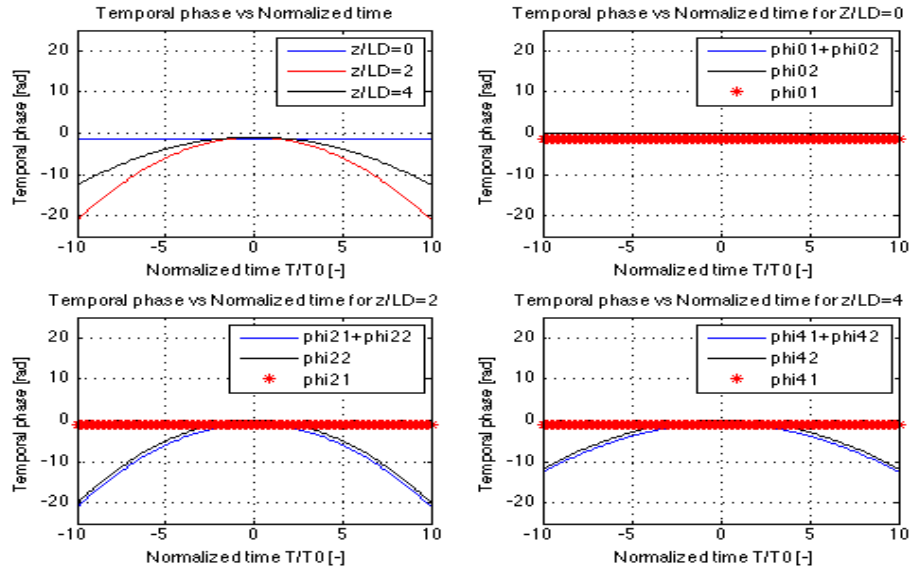 Temporal phase vs Normalized time
Temporal phase [rad]
20
10
0
-10
-20
z/LD=0
z/LD=2
z/LD=4
-10 -5 0 5 10
Normalized time T/T0 [-]
Temporal phase vs Normalized time for Z/LD=0
Temporal phase [rad]
20
10
0
-10
-20
phi01+phi02
phi02
phi01
-10 -5 0 5 10
Normalized time T/T0 [-]
Temporal phase vs Normalized time for z/LD=2
Temporal phase [rad]
20
10
0
-10
-20
phi21+phi22
phi22
phi21
-10 -5 0 5 10
Normalized time T/T0 [-]
Temporal phase vs Normalized time for z/LD=4
Temporal phase [rad]
20
10
0
-10
-20
phi41+phi42
phi42
phi41
-10 -5 0 5 10
Normalized time T/T0 [-]